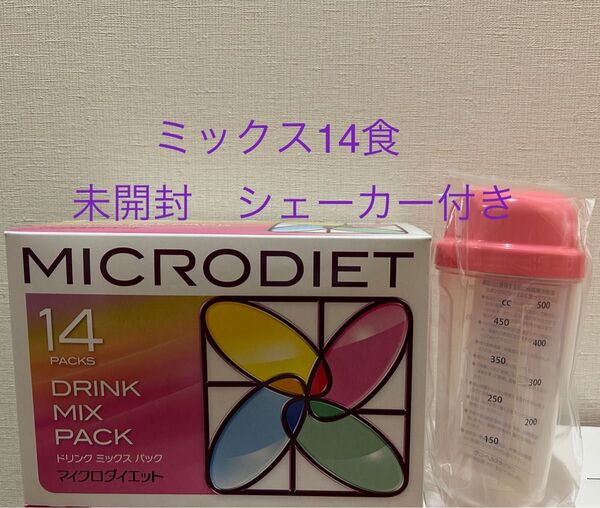 ミックス14食
未開封 シェーカー付き
MICRODIET
14
PACKS
DRINK
MIX
PACK
ドリンク ミックス パック
マイクロダイエット
cc
500
450
400
350
300
250
200
150